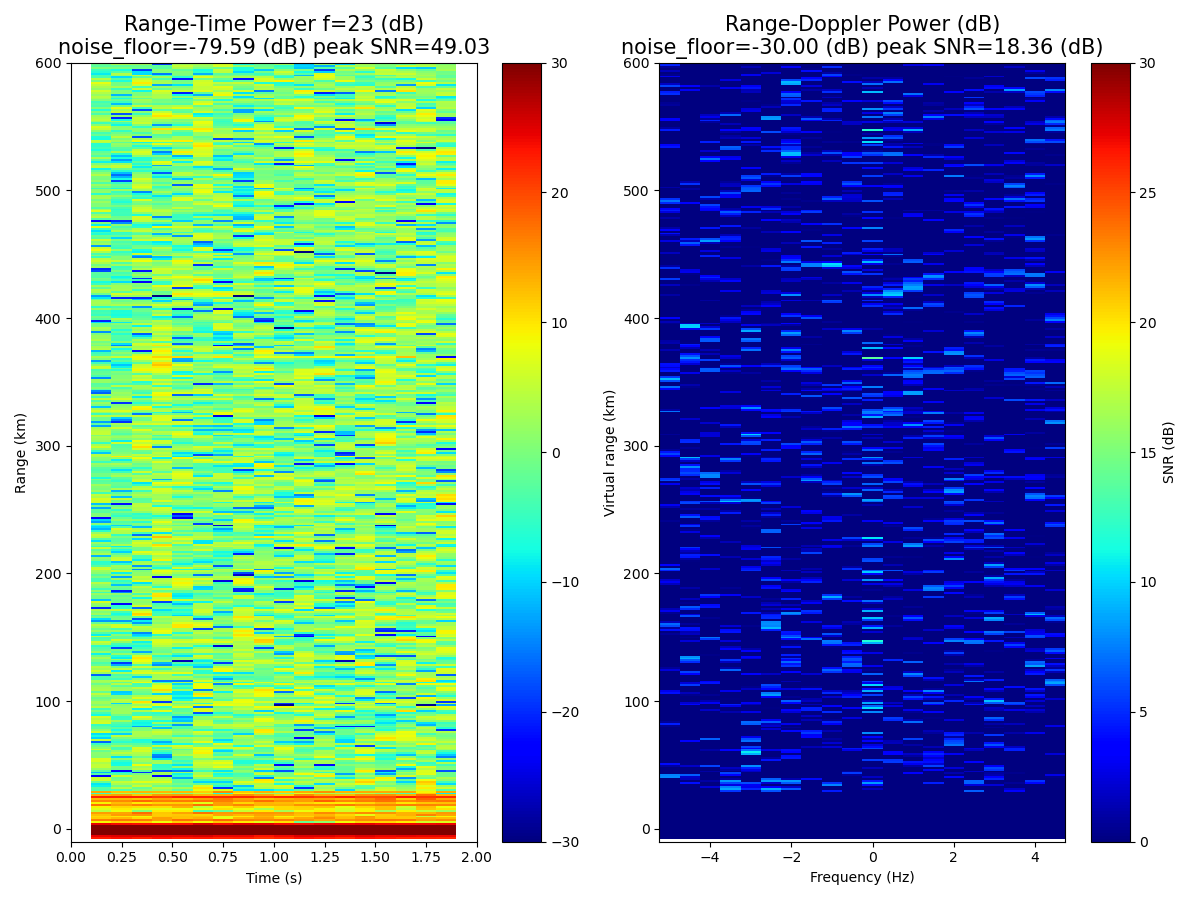 Range-Time Power f=23 (dB)
noise_floor=-79.59 (dB) peak SNR=49.03
600
500
400
300
200
100
0
Range (km)
0.00 0.25 0.50 0.75 1.00 1.25 1.50 1.75 2.00
Time (s)
30
20
10
0
−10
−20
−30
Range-Doppler Power (dB)
noise_floor=-30.00 (dB) peak SNR=18.36 (dB)
600
500
400
300
200
100
0
Virtual range (km)
−4 −2 0 2 4
Frequency (Hz)
30
25
20
15
10
5
0
SNR (dB)